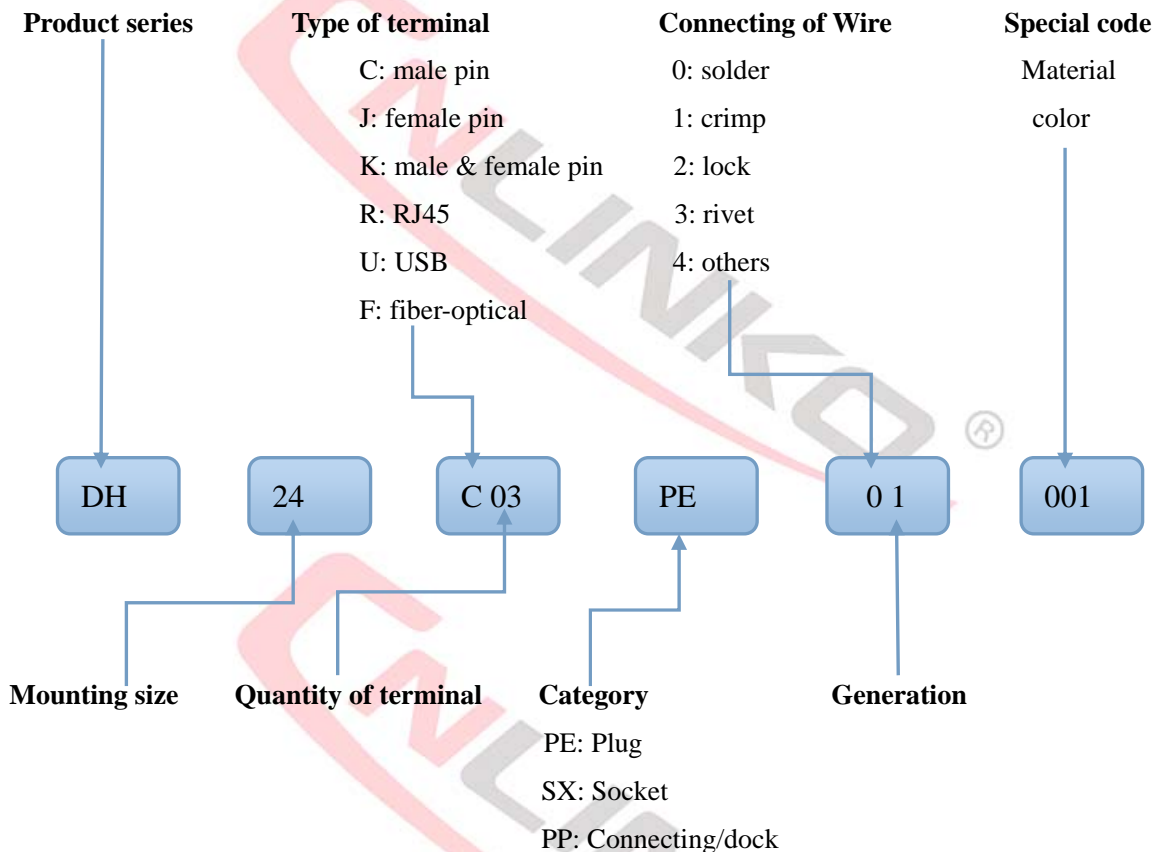 Product series Type of terminal Connecting of Wire Special code
C: male pin 0: solder Material
J: female pin 1: crimp color
K: male & female pin 2: lock
R: RJ45 3: rivet
U: USB 4: others
F: fiber-optical
CNLINKO ®
DH 24 C 03 PE 0 1 001
Mounting size Quantity of terminal Category Generation
PE: Plug
SX: Socket
PP: Connecting/dock